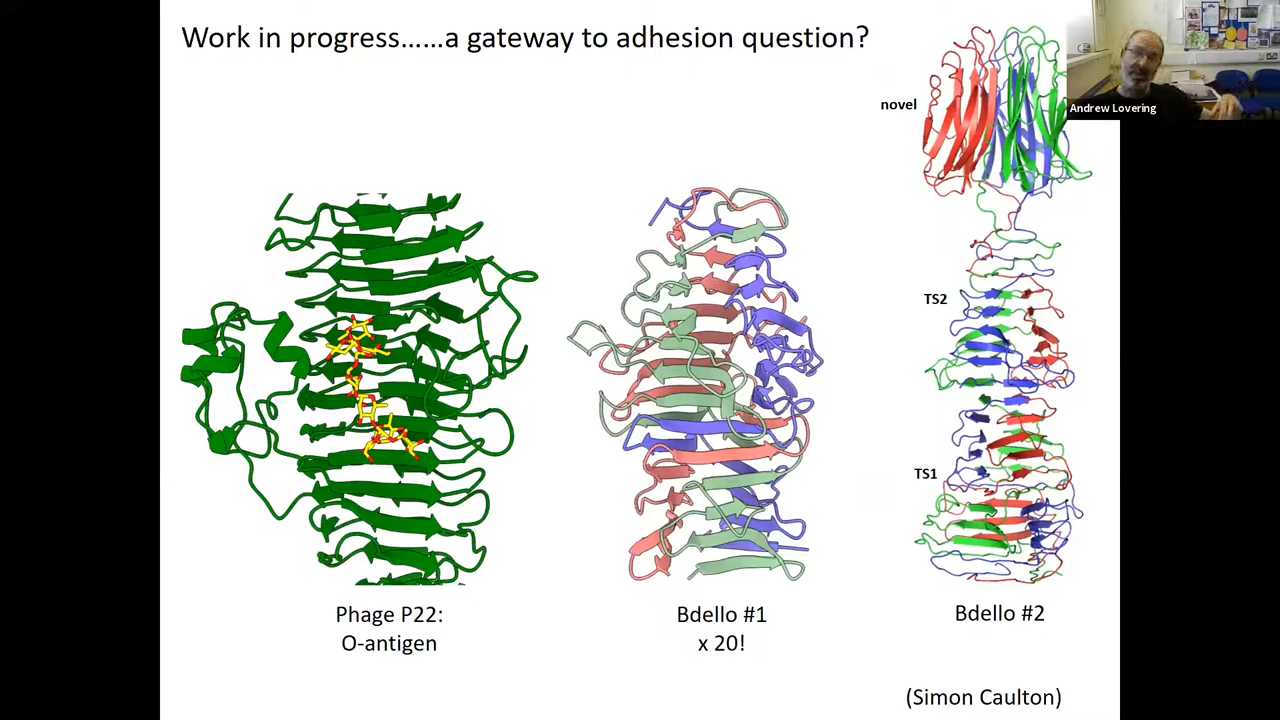 Work in progress……a gateway to adhesion question?
novel
Andrew Lovering
TS2
TS1
Phage P22:
O-antigen
Bdello #1
x 20!
Bdello #2
(Simon Caulton)